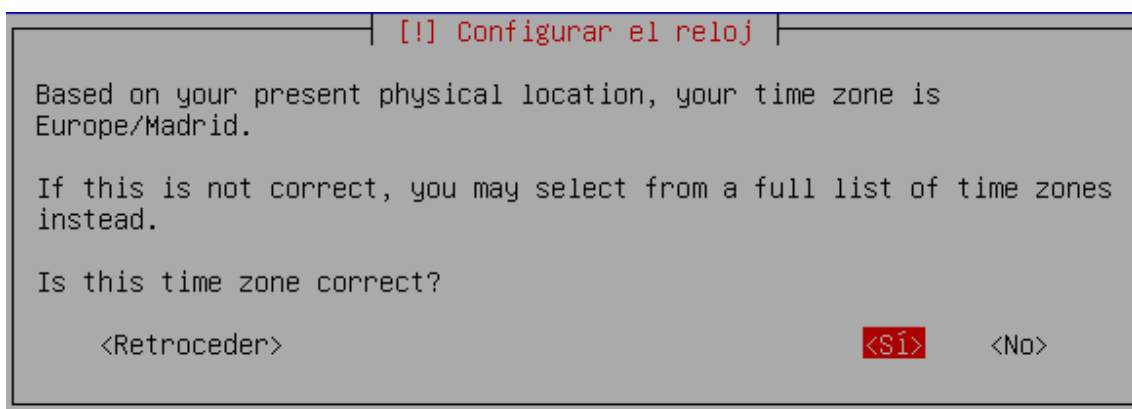 [!] Configurar el reloj
Based on your present physical location, your time zone is
Europe/Madrid.
If this is not correct, you may select from a full list of time zones
instead.
Is this time zone correct?
<Retroceder> <Sí> <No>